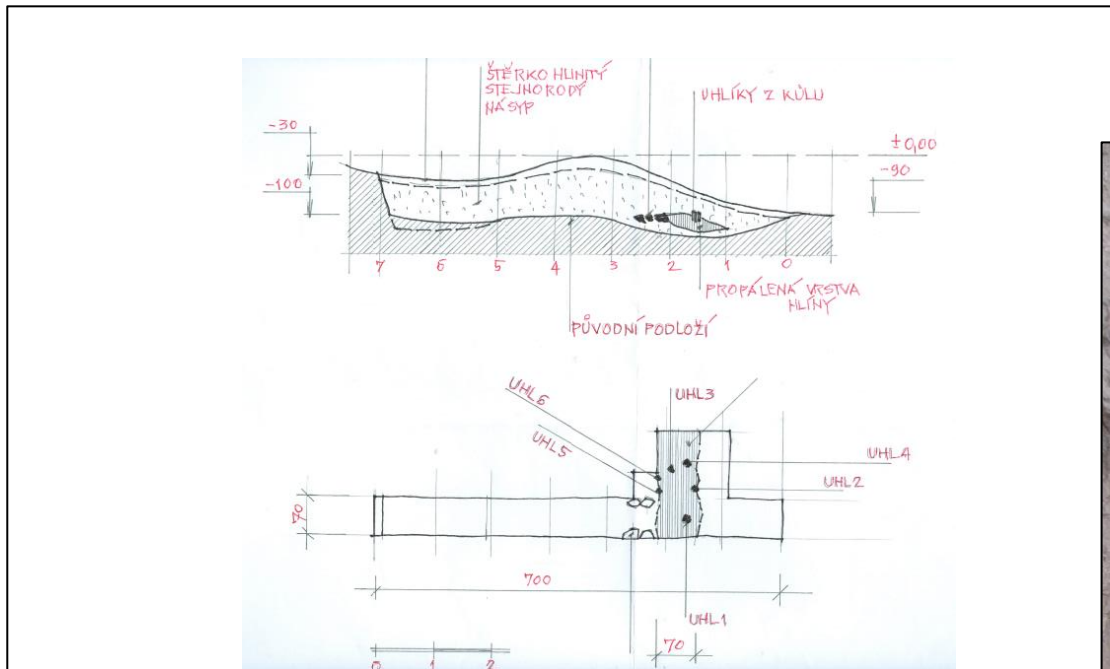 ŠTĚRKO HLINITÝ
STEJNORODÝ
NÁSYP
UHLÍKY Z KŮLU
-30
±0,00
-100
-90
7 6 5 4 3 2 1 0
PROPÁLENÁ VRSTVA
HLÍNY
PŮVODNÍ PODLOŽÍ
UHL6
UHL3
UHL5
UHL4
UHL2
70
700
UHL1
70
0 1 2